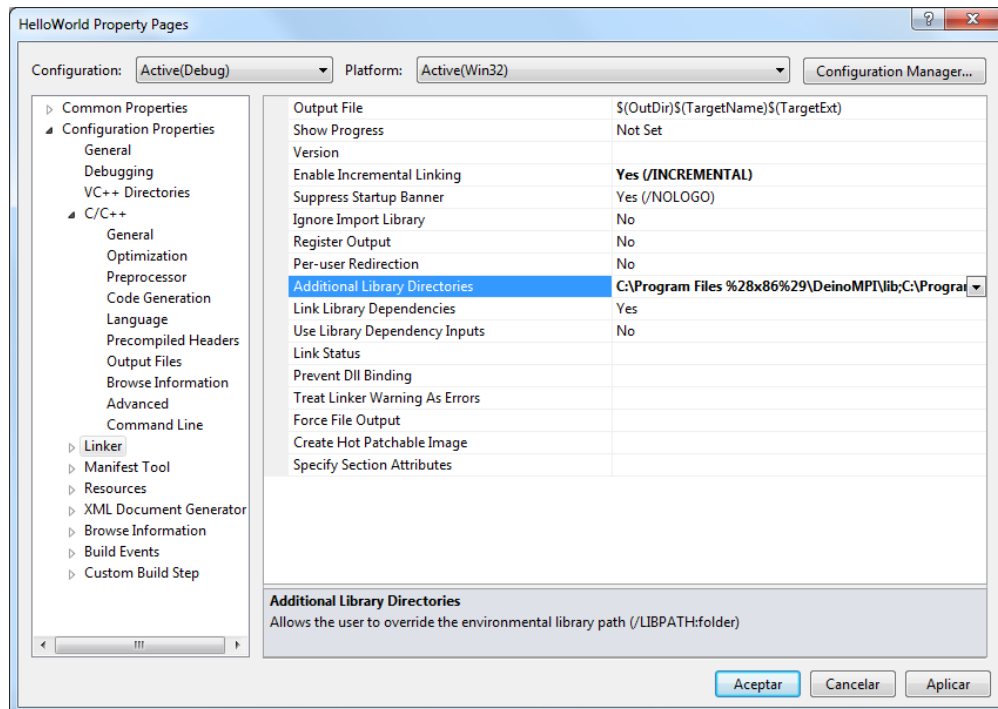 HelloWorld Property Pages
Configuration: Active(Debug) Platform: Active(Win32) Configuration Manager...
Common Properties
Configuration Properties
General
Debugging
VC++ Directories
C/C++
General
Optimization
Preprocessor
Code Generation
Language
Precompiled Headers
Output Files
Browse Information
Advanced
Command Line
Linker
Manifest Tool
Resources
XML Document Generator
Browse Information
Build Events
Custom Build Step
Output File $(OutDir)$(TargetName)$(TargetExt)
Show Progress Not Set
Version
Enable Incremental Linking Yes (/INCREMENTAL)
Suppress Startup Banner Yes (/NOLOGO)
Ignore Import Library No
Register Output No
Per-user Redirection No
Additional Library Directories C:\Program Files %28x86%29\DeinoMPI\lib;C:\Progra
Link Library Dependencies Yes
Use Library Dependency Inputs No
Link Status
Prevent Dll Binding
Treat Linker Warning As Errors
Force File Output
Create Hot Patchable Image
Specify Section Attributes
Additional Library Directories
Allows the user to override the environmental library path (/LIBPATH:folder)
Aceptar Cancelar Aplicar